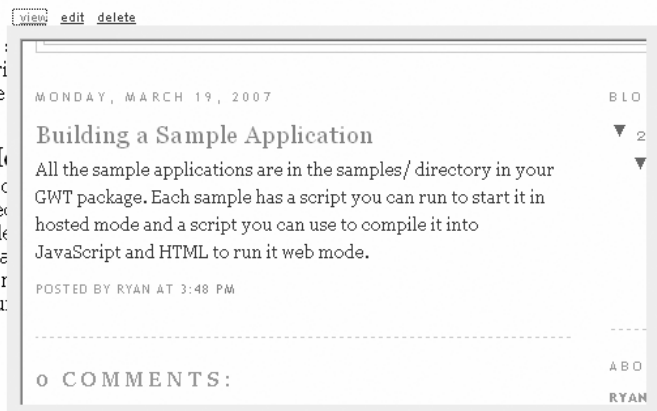 view edit delete
MONDAY, MARCH 19, 2007
Building a Sample Application
All the sample applications are in the samples/ directory in your
GWT package. Each sample has a script you can run to start it in
hosted mode and a script you can use to compile it into
JavaScript and HTML to run it web mode.
POSTED BY RYAN AT 3:48 PM
0 COMMENTS:
BLO
2
ABO
RYAN